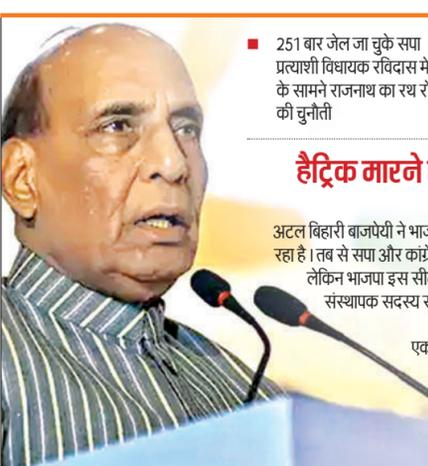 251 बार जेल जा चुके सपा
प्रत्याशी विधायक रविदास
के सामने राजनाथ का रथ
की चुनौती
हैट्रिक मारने
अटल बिहारी बाजपेयी ने
रहा है। तब से सपा और
लेकिन भाजपा इस
संस्थापक सदस्य